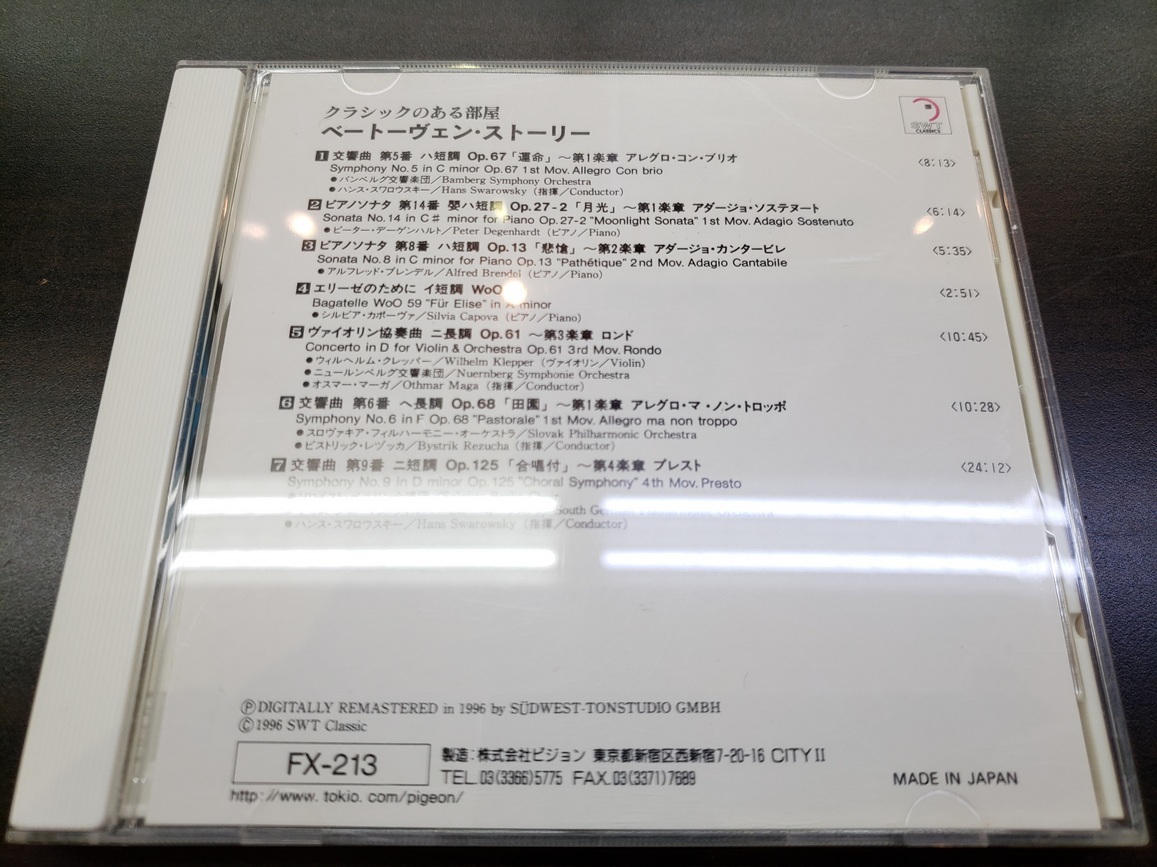 クラシックのある部屋
ベートーヴェン・ストーリー
SWT
CLASSICS
1 交響曲 第5番 ハ短調 Op.67「運命」〜第1楽章 アレグロ・コン・ブリオ 〈8:13〉
Symphony No.5 in C minor Op.67 1st Mov. Allegro Con brio
●バンベルグ交響楽団／Bamberg Symphony Orchestra
●ハンス・スワロウスキー／Hans Swarowsky（指揮／Conductor）
2 ピアノソナタ 第14番 嬰ハ短調 Op.27-2「月光」〜第1楽章 アダージョ・ソステヌート 〈6:14〉
Sonata No.14 in C♯ minor for Piano Op.27-2 "Moonlight Sonata" 1st Mov. Adagio Sostenuto
●ピーター・デーゲンハルト／Peter Degenhardt（ピアノ／Piano）
3 ピアノソナタ 第8番 ハ短調 Op.13「悲愴」〜第2楽章 アダージョ・カンタービレ 〈5:35〉
Sonata No.8 in C minor for Piano Op.13 "Pathétique" 2nd Mov. Adagio Cantabile
●アルフレッド・ブレンデル／Alfred Brendel（ピアノ／Piano）
4 エリーゼのために イ短調 WoO 〈2:51〉
Bagatelle WoO 59 "Für Elise" in A minor
●シルビア・カポーヴァ／Silvia Capova（ピアノ／Piano）
5 ヴァイオリン協奏曲 ニ長調 Op.61 〜第3楽章 ロンド 〈10:45〉
Concerto in D for Violin & Orchestra Op.61 3rd Mov. Rondo
●ウィルヘルム・クレッパー／Wilhelm Klepper（ヴァイオリン／Violin）
●ニュールンベルグ交響楽団／Nuernberg Symphonie Orchestra
●オスマー・マーガ／Othmar Maga（指揮／Conductor）
6 交響曲 第6番 ヘ長調 Op.68「田園」〜第1楽章 アレグロ・マ・ノン・トロッポ 〈10:28〉
Symphony No.6 in F Op.68 "Pastorale" 1st Mov. Allegro ma non troppo
●スロヴァキア・フィルハーモニー・オーケストラ／Slovak Philharmonic Orchestra
●ビストリック・レヅッカ／Bystrik Rezucha（指揮／Conductor）
7 交響曲 第9番 ニ短調 Op.125「合唱付」〜第4楽章 プレスト 〈24:12〉
Symphony No.9 in D minor Op.125 "Choral Symphony" 4th Mov. Presto
South
●ハンス・スワロウスキー／Hans Swarowsky（指揮／Conductor）
ⓅDIGITALLY REMASTERED in 1996 by SÜDWEST-TONSTUDIO GMBH
Ⓒ1996 SWT Classic
FX-213
製造：株式会社ピジョン 東京都新宿区西新宿7-20-16 CITY II
TEL.03(3366)5775 FAX.03(3371)7689
http://www.tokio.com/pigeon/
MADE IN JAPAN